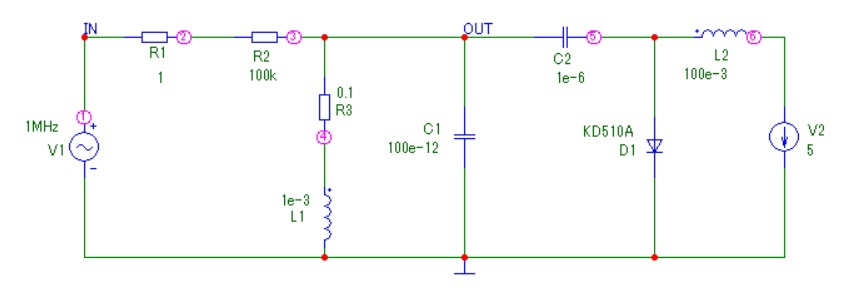 IN
2
3
OUT
5
6
R1
1
R2
100k
C2
1e-6
L2
100e-3
0.1
R3
1
1MHz
V1
+
-
4
C1
100e-12
KD510A
D1
V2
5
1e-3
L1